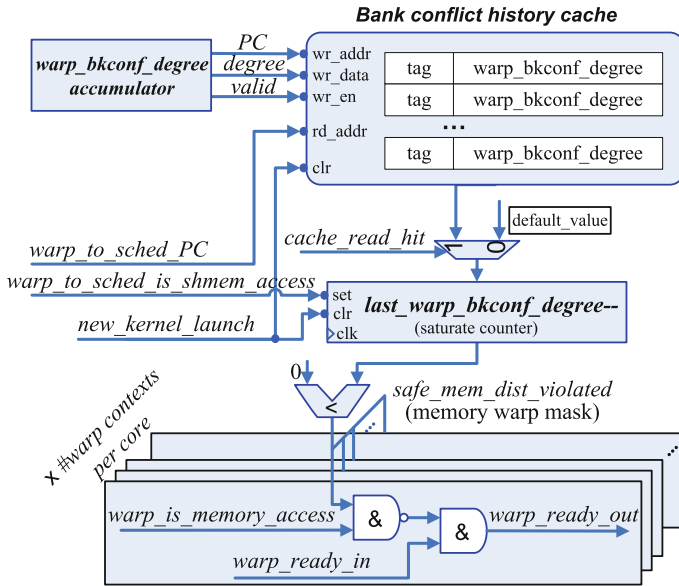 Bank conflict history cache
warp_bkconf_degree
accumulator
PC
degree
valid
wr_addr
wr_data
wr_en
rd_addr
clr
tag warp_bkconf_degree
tag warp_bkconf_degree
...
tag warp_bkconf_degree
default_value
warp_to_sched_PC
cache_read_hit
1 0
warp_to_sched_is_shmem_access
new_kernel_launch
set
clr
clk
last_warp_bkconf_degree--
(saturate counter)
0
<
safe_mem_dist_violated
(memory warp mask)
x #warp contexts
per core
...
...
warp_is_memory_access
&
&
warp_ready_out
warp_ready_in